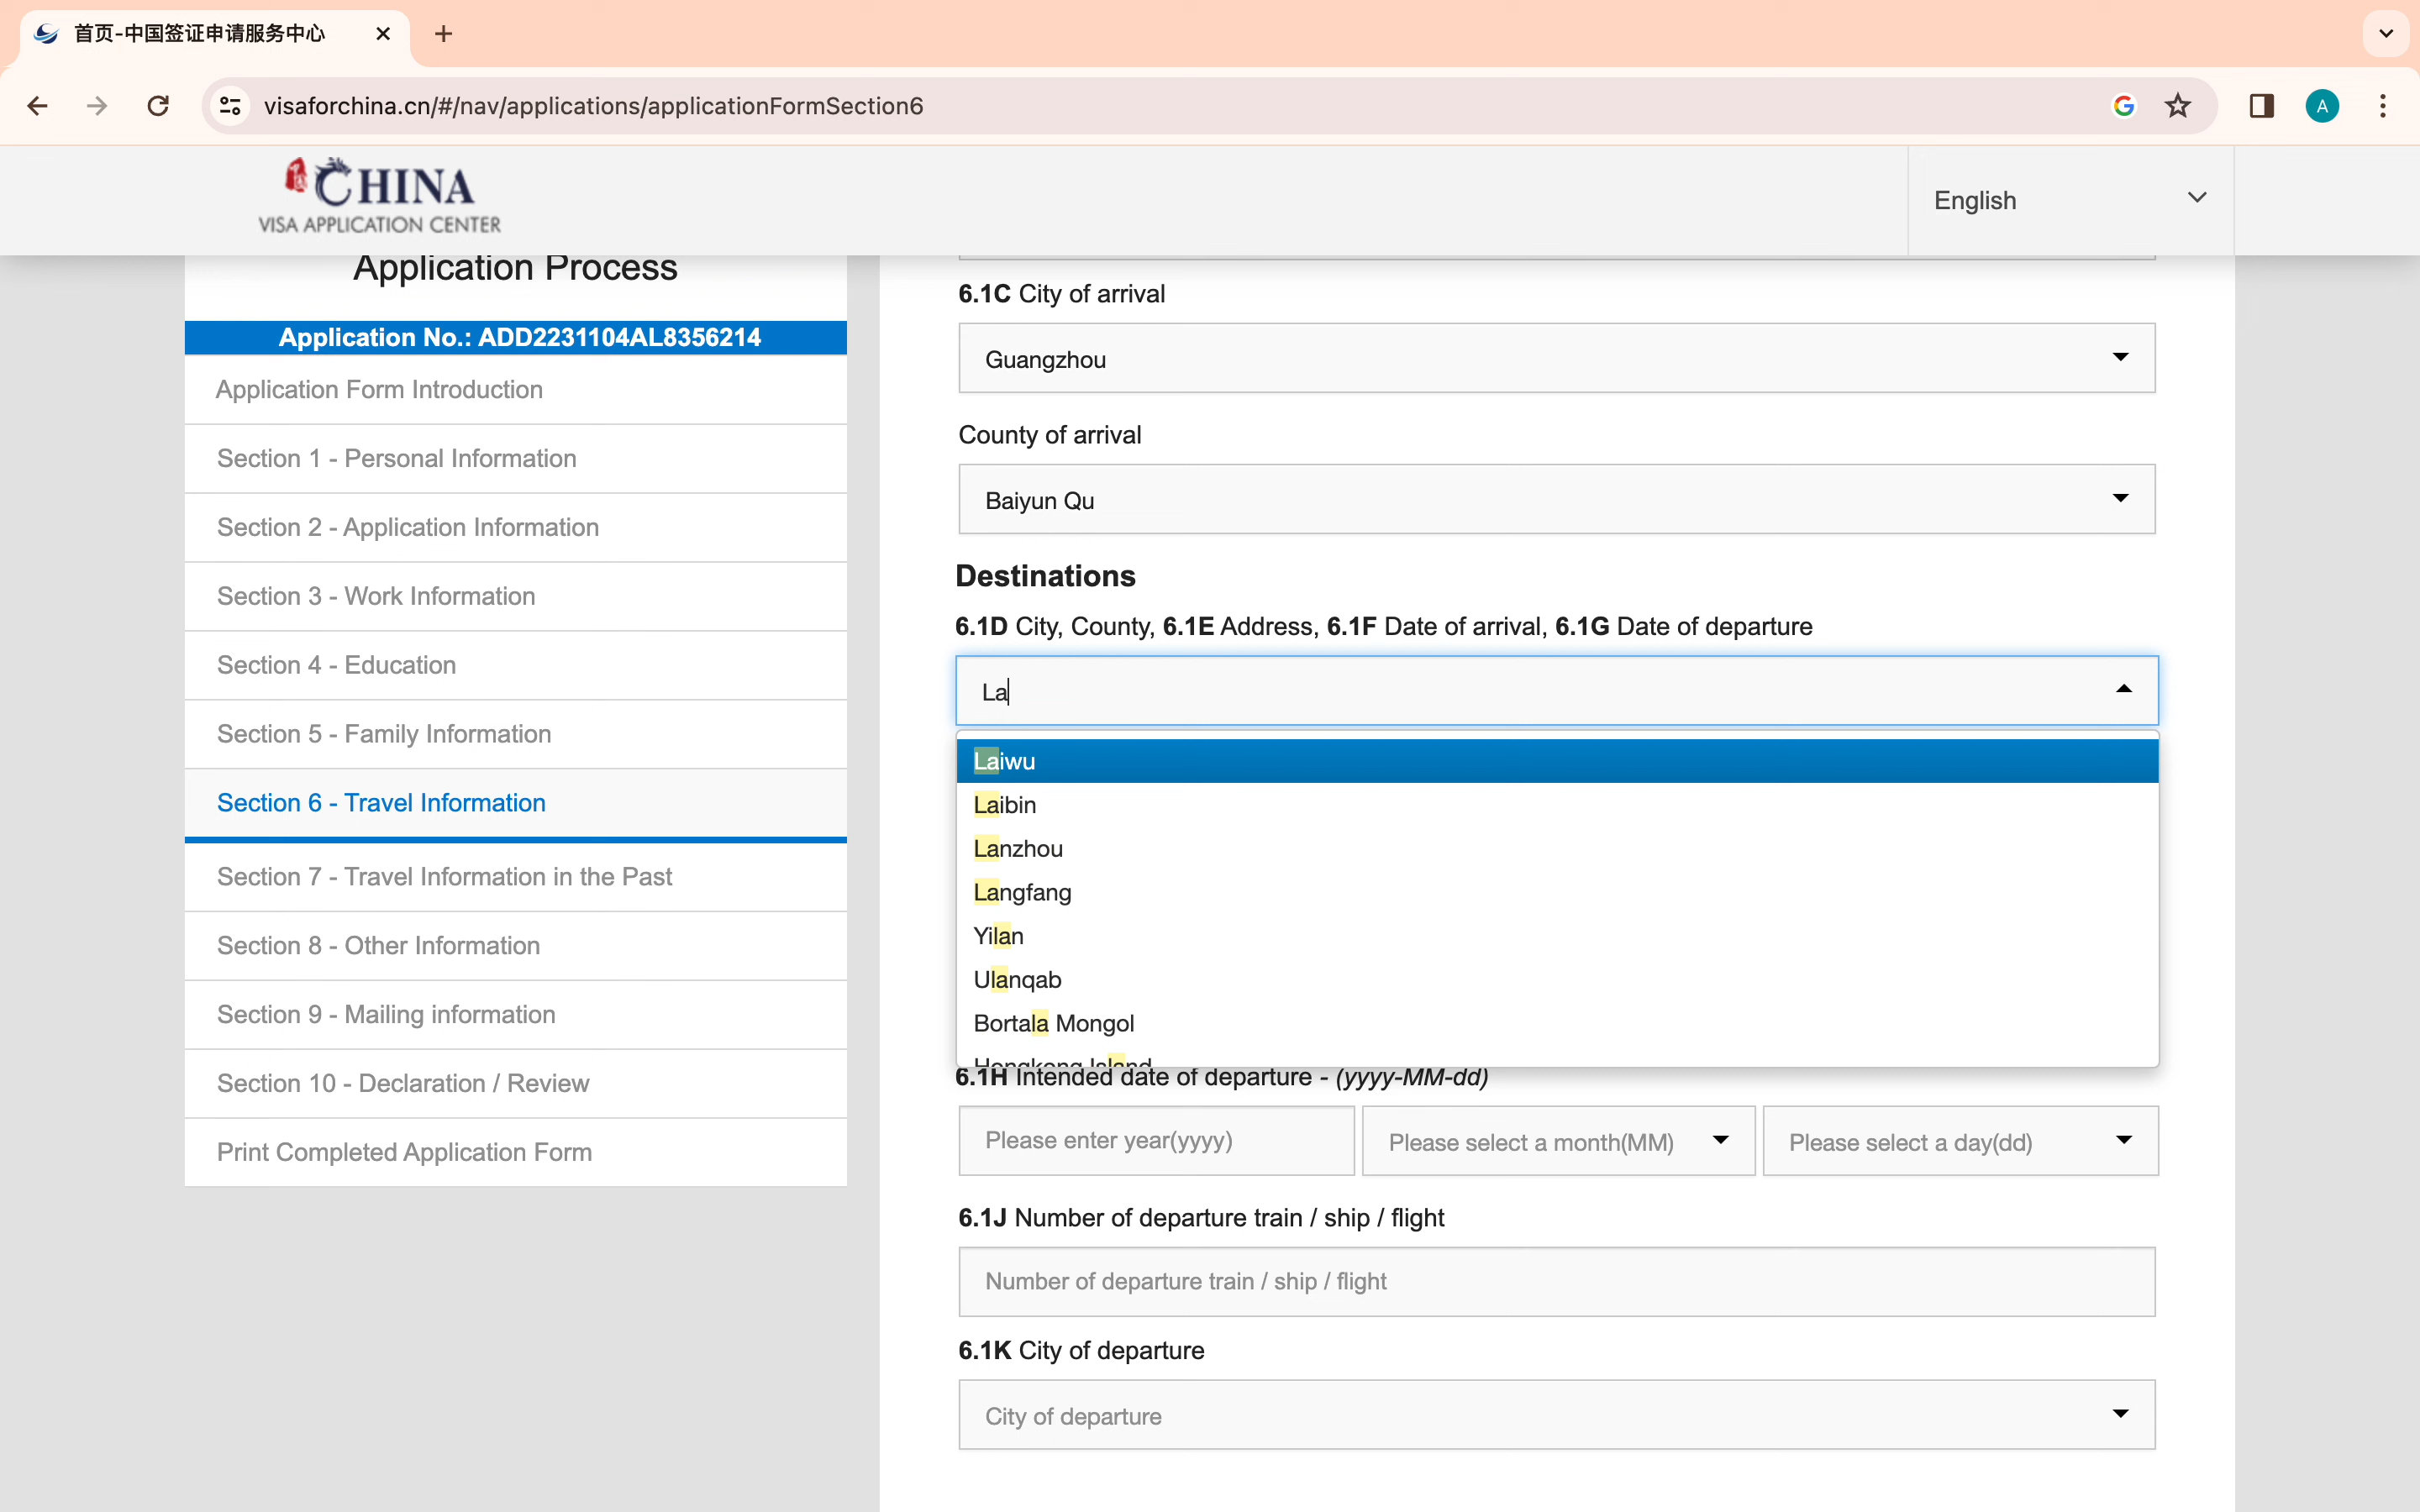 首页-中国签证申请服务中心
visaforchina.cn/#/nav/applications/applicationFormSection6
A
CHINA
VISA APPLICATION CENTER
English
Application Process
Application No.: ADD2231104AL8356214
Application Form Introduction
Section 1 - Personal Information
Section 2 - Application Information
Section 3 - Work Information
Section 4 - Education
Section 5 - Family Information
Section 6 - Travel Information
Section 7 - Travel Information in the Past
Section 8 - Other Information
Section 9 - Mailing information
Section 10 - Declaration / Review
Print Completed Application Form
6.1C City of arrival
Guangzhou
County of arrival
Baiyun Qu
Destinations
6.1D City, County, 6.1E Address, 6.1F Date of arrival, 6.1G Date of departure
La
Laiwu
Laibin
Lanzhou
Langfang
Yilan
Ulanqab
Bortala Mongol
Hongkong Island
6.1H Intended date of departure - (yyyy-MM-dd)
Please enter year(yyyy)
Please select a month(MM)
Please select a day(dd)
6.1J Number of departure train / ship / flight
Number of departure train / ship / flight
6.1K City of departure
City of departure